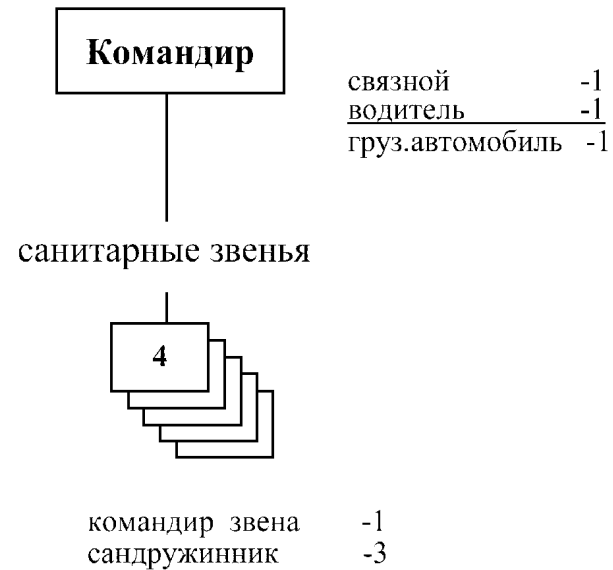 Командир
связной -1
водитель -1
груз.автомобиль -1
санитарные звенья
4
командир звена -1
сандружинник -3